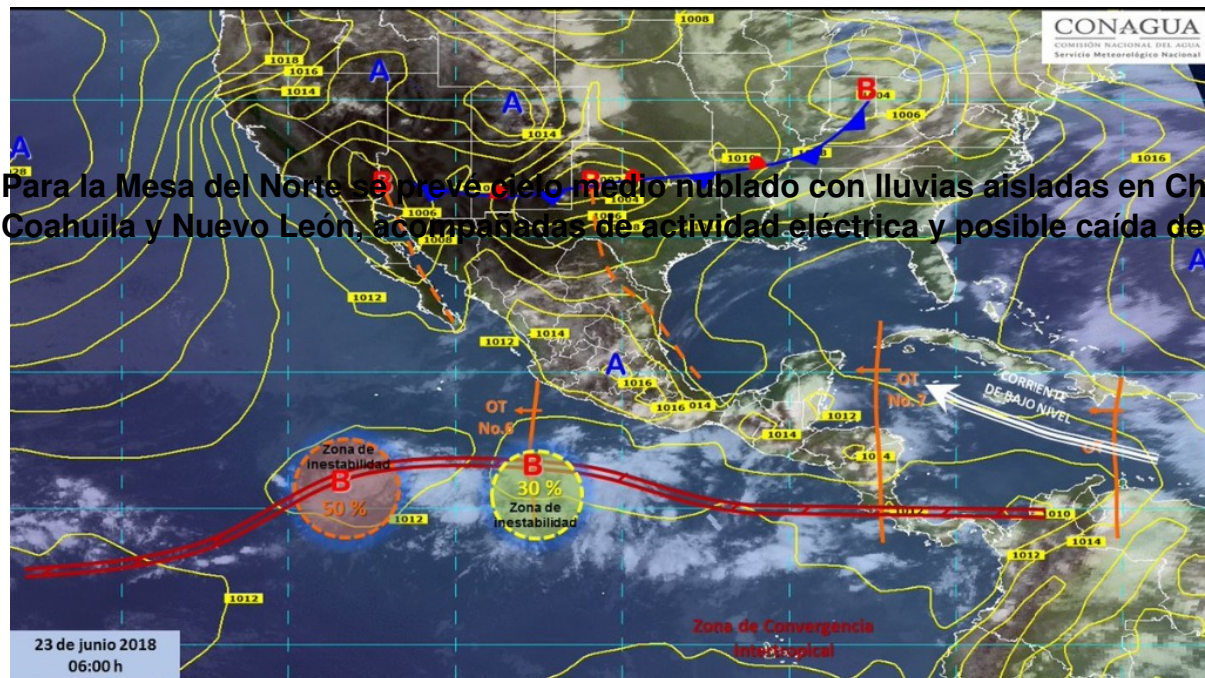 1008
CONAGUA
COMISIÓN NACIONAL DEL AGUA
Servicio Meteorológico Nacional
1018
1016
1014
A
A
B
1004
1006
1014
A
1010
1016
Para la Mesa del Norte se prevé cielo medio nublado con lluvias aisladas en Ch
B
B
1004
Coahuila y Nuevo León, acompañadas de actividad eléctrica y posible caída de
1006
1008
A
1012
1014
1012
A
1016
1016
1014
1012
1014
1014
OT
No.6
OT
No.7
CORRIENTE
DE BAJO NIVEL
OT
Zona de
inestabilidad
B
50 %
B
30 %
Zona de
inestabilidad
1012
1012
010
1014
1012
1012
Zona de Convergencia
Intertropical
23 de junio 2018
06:00 h